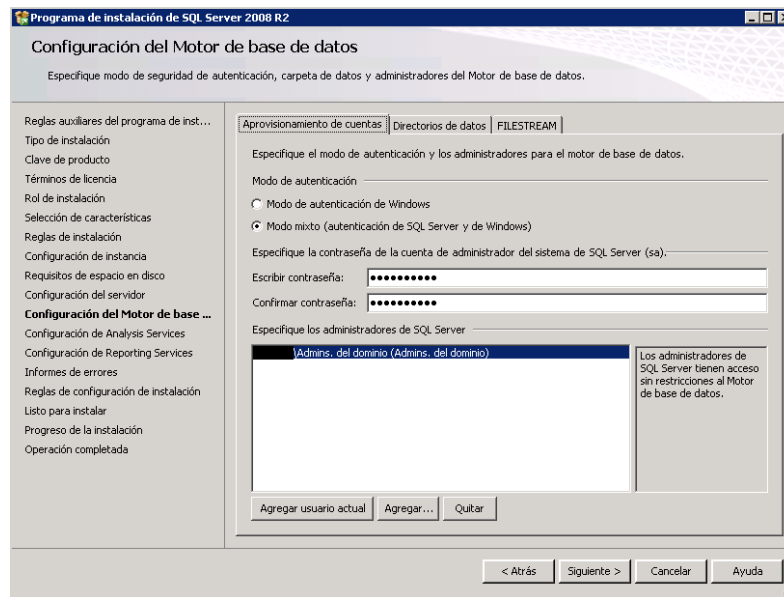 Programa de instalación de SQL Server 2008 R2
Configuración del Motor de base de datos
Especifique modo de seguridad de autenticación, carpeta de datos y administradores del Motor de base de datos.
Reglas auxiliares del programa de inst...
Tipo de instalación
Clave de producto
Términos de licencia
Rol de instalación
Selección de características
Reglas de instalación
Configuración de instancia
Requisitos de espacio en disco
Configuración del servidor
Configuración del Motor de base ...
Configuración de Analysis Services
Configuración de Reporting Services
Informes de errores
Reglas de configuración de instalación
Listo para instalar
Progreso de la instalación
Operación completada
Aprovisionamiento de cuentas Directorios de datos FILESTREAM
Especifique el modo de autenticación y los administradores para el motor de base de datos.
Modo de autenticación
Modo de autenticación de Windows
Modo mixto (autenticación de SQL Server y de Windows)
Especifique la contraseña de la cuenta de administrador del sistema de SQL Server (sa).
Escribir contraseña: ●●●●●●●●●●
Confirmar contraseña: ●●●●●●●●●●
Especifique los administradores de SQL Server
\Admins. del dominio (Admins. del dominio)
Los administradores de
SQL Server tienen acceso
sin restricciones al Motor
de base de datos.
Agregar usuario actual Agregar... Quitar
< Atrás Siguiente > Cancelar Ayuda